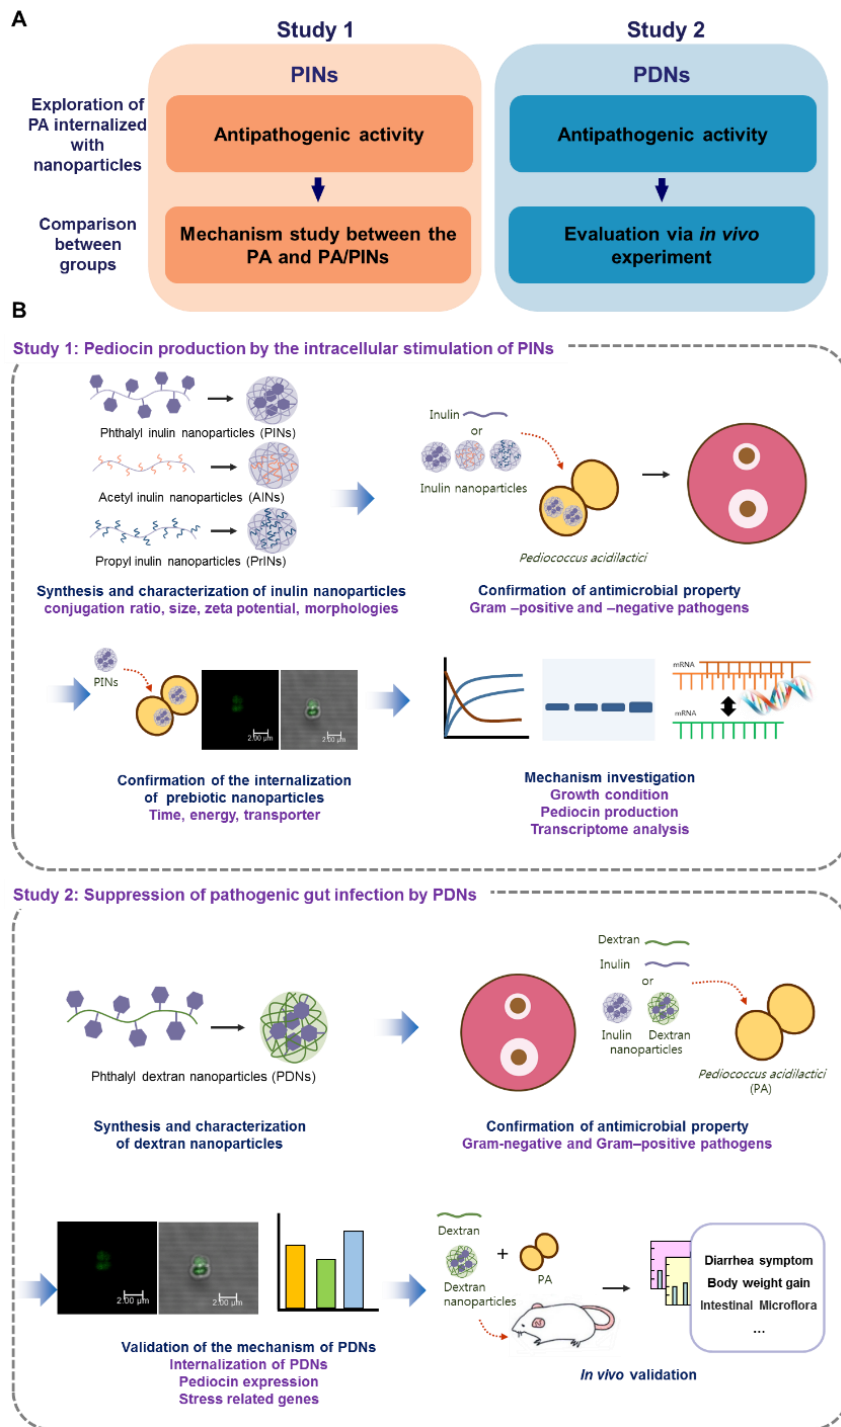 A
Study 1
Study 2
PINs
PDNs
Exploration of
PA internalized
with
nanoparticles
Antipathogenic activity
Antipathogenic activity
Comparison
between
groups
Mechanism study between the
PA and PA/PINs
Evaluation via in vivo
experiment
B
Study 1: Pediocin production by the intracellular stimulation of PINs
Phthalyl inulin nanoparticles (PINs)
Acetyl inulin nanoparticles (AINs)
Propyl inulin nanoparticles (PrINs)
Inulin
or
Inulin nanoparticles
Pediococcus acidilactici
Synthesis and characterization of inulin nanoparticles
conjugation ratio, size, zeta potential, morphologies
Confirmation of antimicrobial property
Gram –positive and –negative pathogens
PINs
2.00 μm
2.00 μm
mRNA
mRNA
Confirmation of the internalization
of prebiotic nanoparticles
Time, energy, transporter
Mechanism investigation
Growth condition
Pediocin production
Transcriptome analysis
Study 2: Suppression of pathogenic gut infection by PDNs
Phthalyl dextran nanoparticles (PDNs)
Dextran
Inulin
or
Inulin Dextran
nanoparticles
Pediococcus acidilactici
(PA)
Synthesis and characterization
of dextran nanoparticles
Confirmation of antimicrobial property
Gram-negative and Gram–positive pathogens
2.00 μm
2.00 μm
Dextran
Dextran
nanoparticles
+
PA
Diarrhea symptom
Body weight gain
Intestinal Microflora
...
Validation of the mechanism of PDNs
Internalization of PDNs
Pediocin expression
Stress related genes
In vivo validation